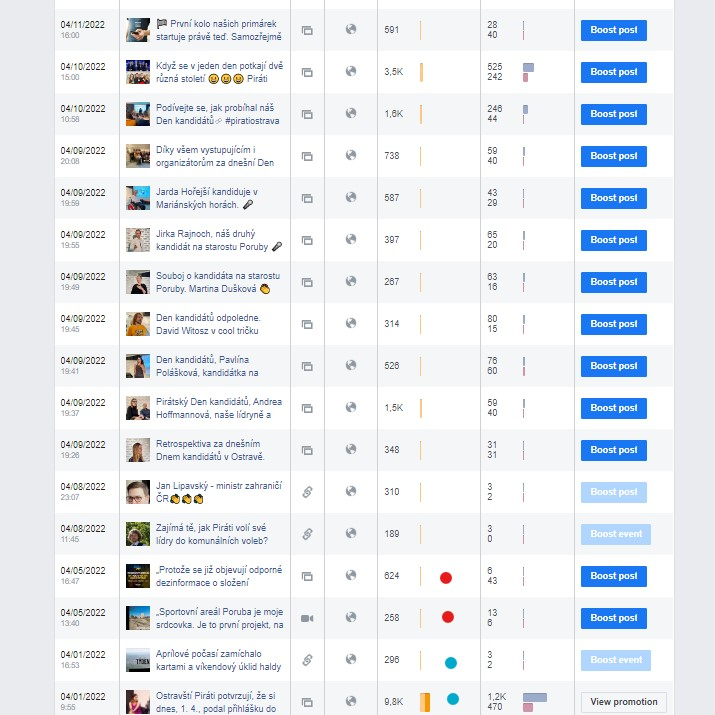 04/11/2022
16:00
🏴 První kolo našich primárek
startuje právě teď. Samozřejmě
591
28
40
Boost post
04/10/2022
15:00
Když se v jeden den potkají dvě
různá století 😀😀😀 Piráti
3,5K
525
242
Boost post
04/10/2022
10:58
Podívejte se, jak probíhal náš
Den kandidátů #piratiostrava
1,6K
246
44
Boost post
04/09/2022
20:08
Díky všem vystupujícím i
organizátorům za dnešní Den
738
59
40
Boost post
04/09/2022
19:59
Jarda Hořejší kandiduje v
Mariánských horách. 🎤
587
43
29
Boost post
04/09/2022
19:55
Jirka Rajnoch, náš druhý
kandidát na starostu Poruby 🎤
397
65
20
Boost post
04/09/2022
19:49
Souboj o kandidáta na starostu
Poruby. Martina Dušková 👏
267
63
16
Boost post
04/09/2022
19:45
Den kandidátů odpoledne.
David Witosz v cool tričku
314
80
15
Boost post
04/09/2022
19:41
Den kandidátů, Pavlína
Polášková, kandidátka na
526
76
60
Boost post
04/09/2022
19:37
Pirátský Den kandidátů, Andrea
Hoffmannová, naše lídryně a
1,5K
59
40
Boost post
04/09/2022
19:26
Retrospektiva za dnešním
Dnem kandidátů v Ostravě.
348
31
31
Boost post
04/08/2022
23:07
Jan Lipavský - ministr zahraničí
ČR👏👏👏
310
3
2
Boost post
04/08/2022
11:45
Zajímá tě, jak Piráti volí své
lídry do komunálních voleb?
189
3
0
Boost event
04/05/2022
16:47
„Protože se již objevují odporné
dezinformace o složení
624
6
43
Boost post
04/05/2022
13:40
„Sportovní areál Poruba je moje
srdcovka. Je to první projekt, na
258
13
6
Boost post
04/01/2022
16:53
Aprílové počasí zamíchalo
kartami a víkendový úklid haldy
296
3
2
Boost event
04/01/2022
9:55
Ostravští Piráti potvrzují, že si
dnes, 1. 4., podal přihlášku do
9,8K
1,2K
470
View promotion